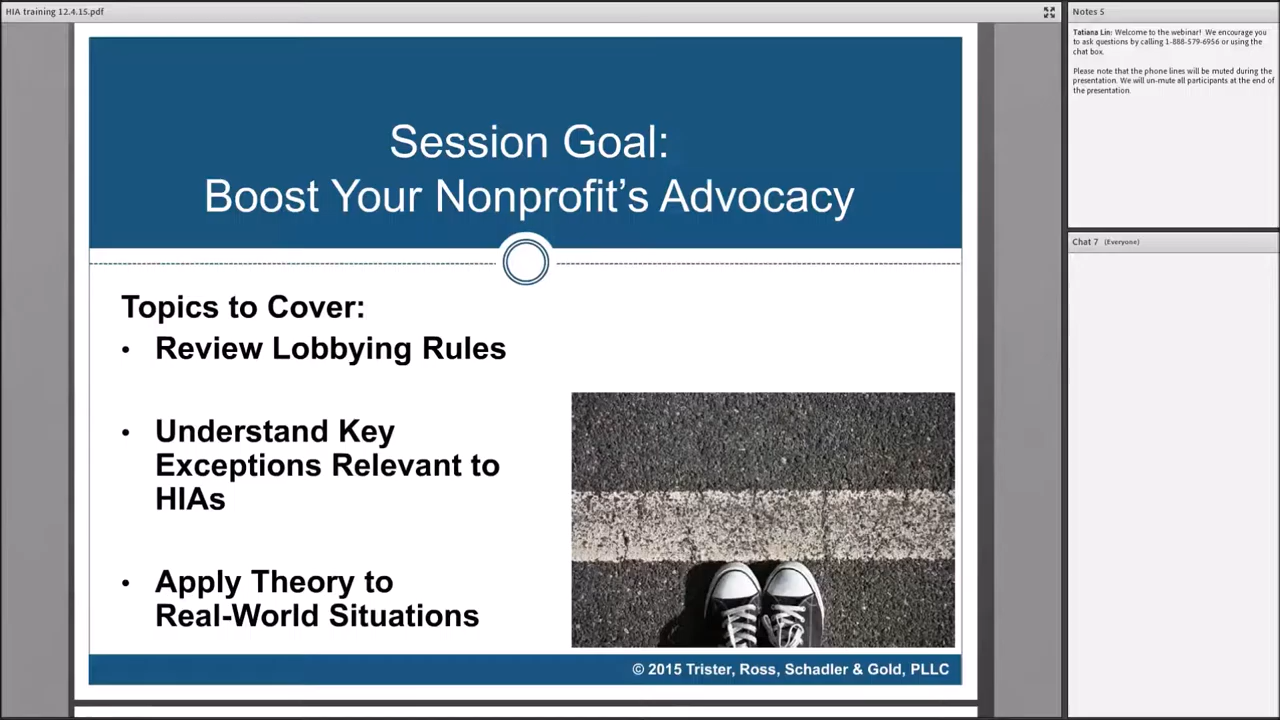 HIA training 12.4.15.pdf
Session Goal:
Boost Your Nonprofit’s Advocacy
Topics to Cover:
• Review Lobbying Rules
• Understand Key
Exceptions Relevant to
HIAs
• Apply Theory to
Real-World Situations
© 2015 Trister, Ross, Schadler & Gold, PLLC
Notes 5
Tatiana Lin: Welcome to the webinar! We encourage you
to ask questions by calling 1-888-579-6956 or using the
chat box.
Please note that the phone lines will be muted during the
presentation. We will un-mute all participants at the end of
the presentation.
Chat 7 (Everyone)